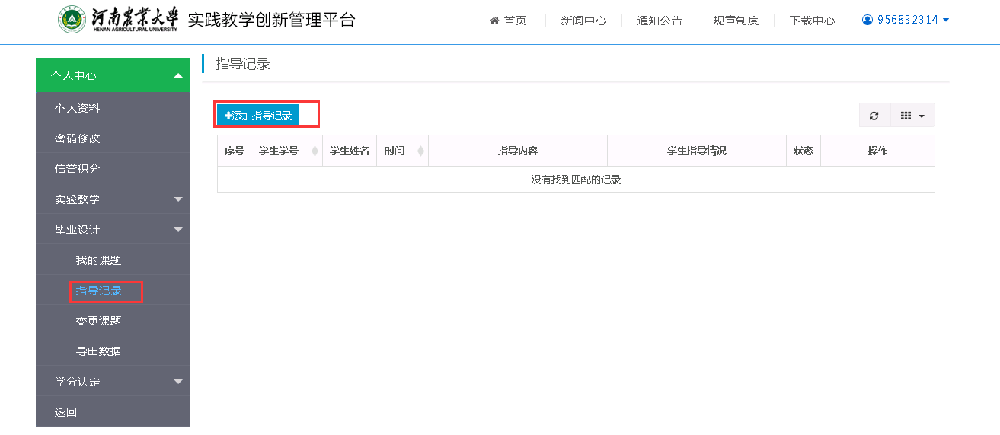 河南农业大学 实践教学创新管理平台
HENAN AGRICULTURAL UNIVERSITY
首页 新闻中心 通知公告 规章制度 下载中心 956832314
个人中心
个人资料
密码修改
信誉积分
实验教学
毕业设计
我的课题
指导记录
变更课题
导出数据
学分认定
返回
指导记录
添加指导记录
序号 学生学号 学生姓名 时间 指导内容 学生指导情况 状态 操作
没有找到匹配的记录